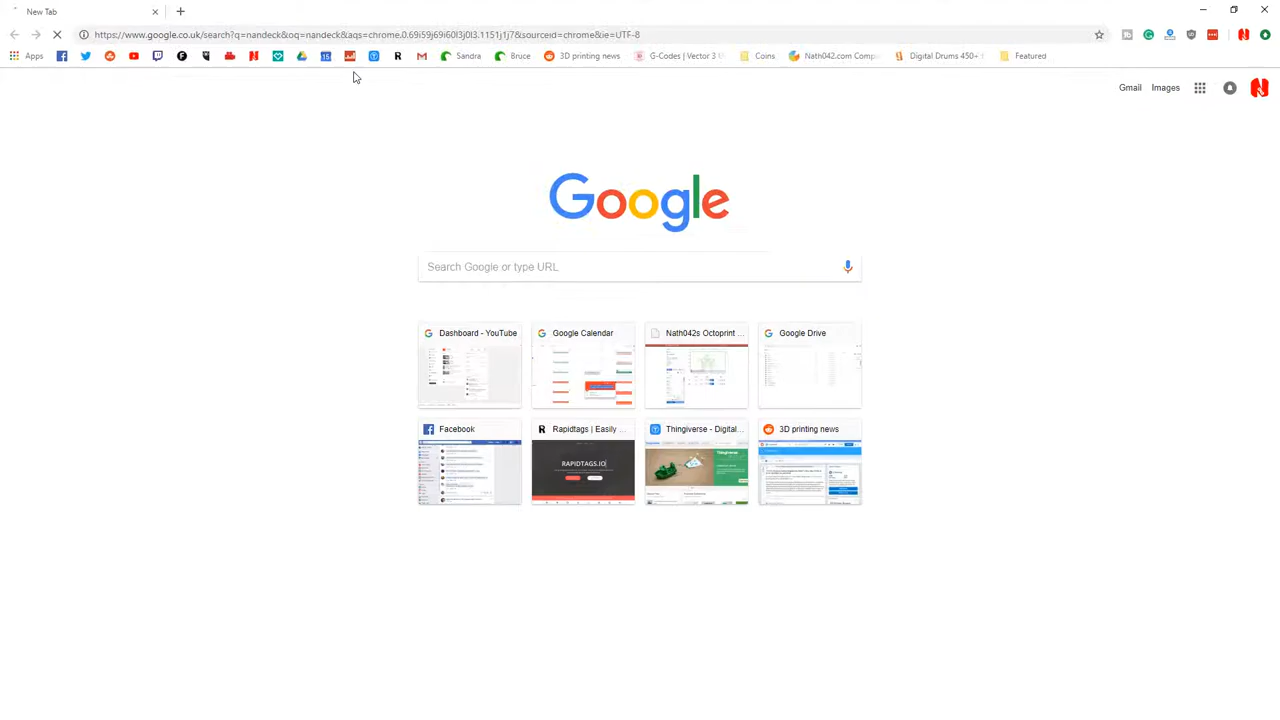 New Tab
https://www.google.co.uk/search?q=nandeck&oq=nandeck&aqs=chrome.0.69i59j69i60l3j0l3.1151j1j7&sourceid=chrome&ie=UTF-8
Apps Sandra Bruce 3D printing news G-Codes | Vector 3 Coins Nath042.com Comp Digital Drums 450+ Featured
Gmail Images
Google
Search Google or type URL
Dashboard - YouTube Google Calendar Nath042s Octoprint ... Google Drive
Facebook Rapidtags | Easily ... Thingiverse - Digital... 3D printing news
RAPIDTAGS.IO